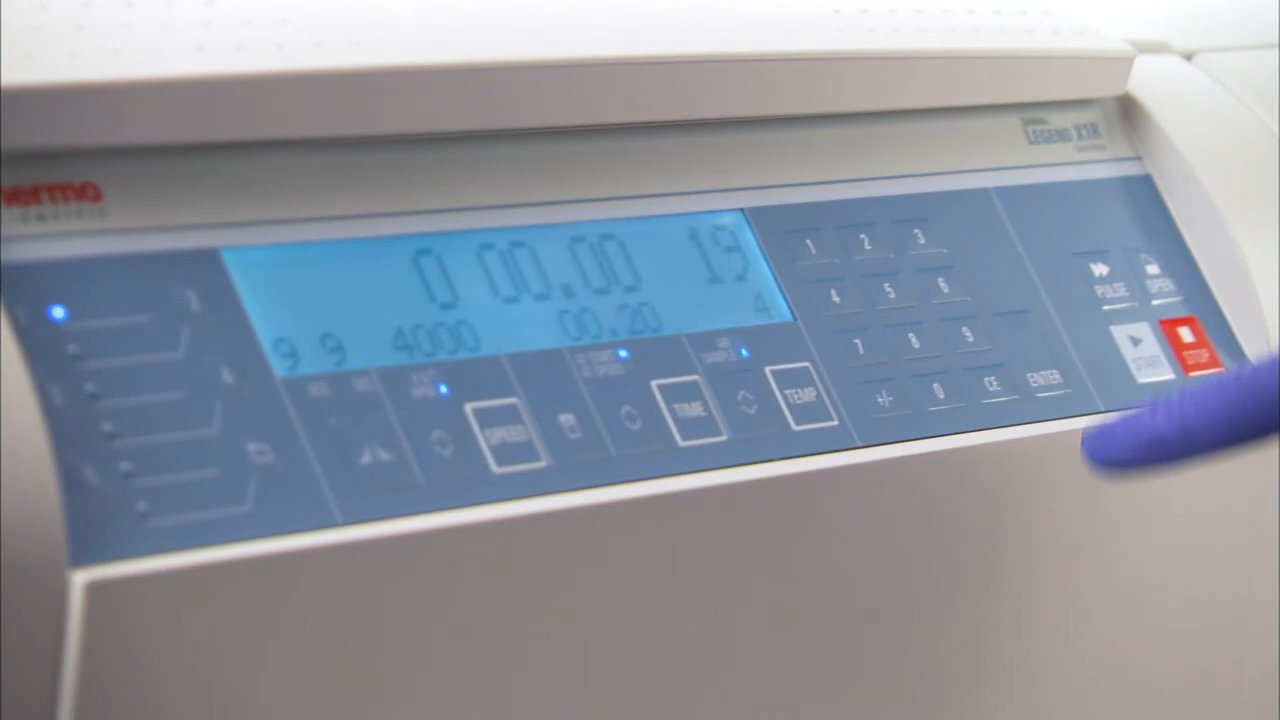 LEGEND X1R
thermo
0 00.00 19
9 9 4000 00.20 4
1 2 3
4 5 6
7 8 9
+/- 0 CE ENTER
PULSE OPEN
START STOP
SPEED TIME TEMP